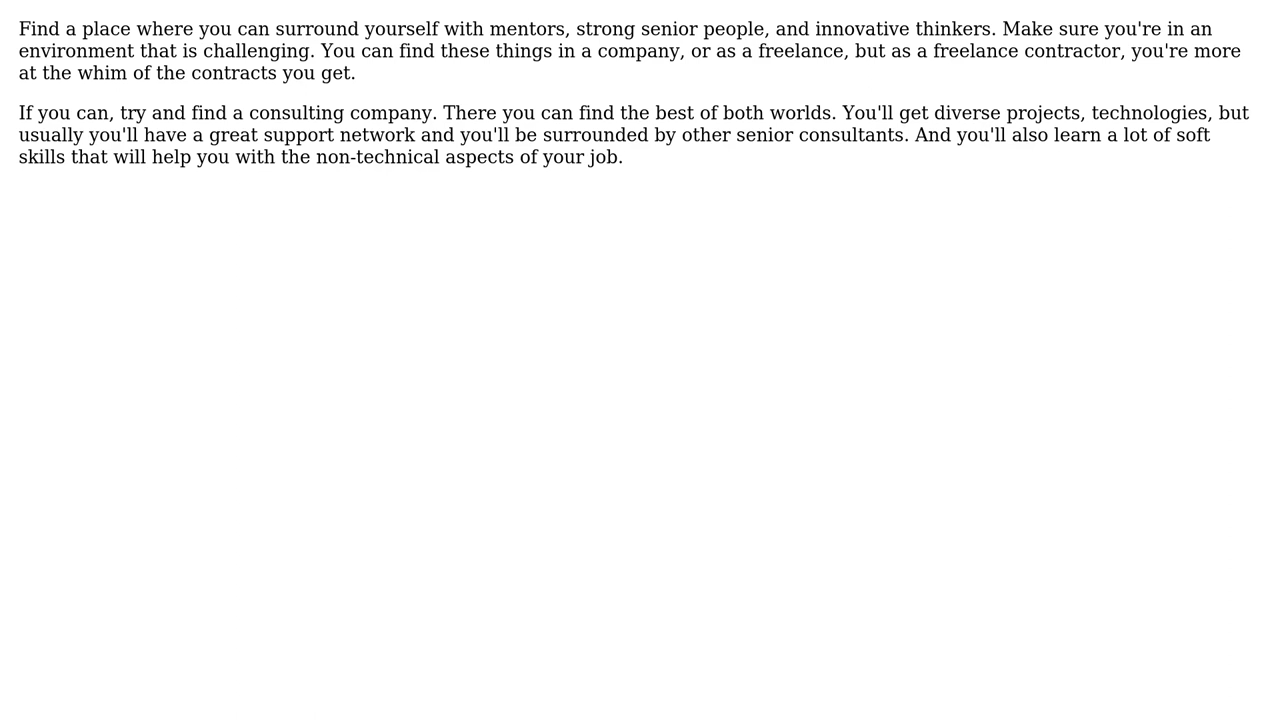 Find a place where you can surround yourself with mentors, strong senior people, and innovative thinkers. Make sure you're in an
environment that is challenging. You can find these things in a company, or as a freelance, but as a freelance contractor, you're more
at the whim of the contracts you get.
If you can, try and find a consulting company. There you can find the best of both worlds. You'll get diverse projects, technologies, but
usually you'll have a great support network and you'll be surrounded by other senior consultants. And you'll also learn a lot of soft
skills that will help you with the non-technical aspects of your job.